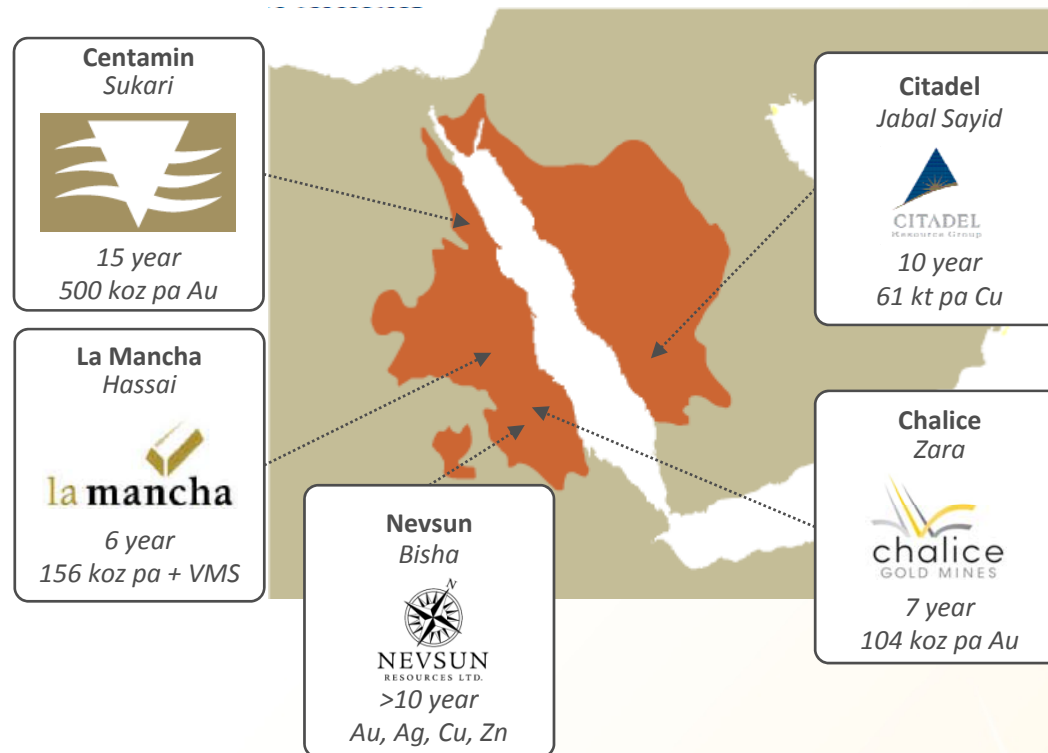 Centamin
Sukari
15 year
500 koz pa Au
La Mancha
Hassai
la mancha
6 year
156 koz pa + VMS
Nevsun
Bisha
N
NEVSUN
RESOURCES LTD.
>10 year
Au, Ag, Cu, Zn
Citadel
Jabal Sayid
CITADEL
Resource Group
10 year
61 kt pa Cu
Chalice
Zara
chalice
GOLD MINES
7 year
104 koz pa Au